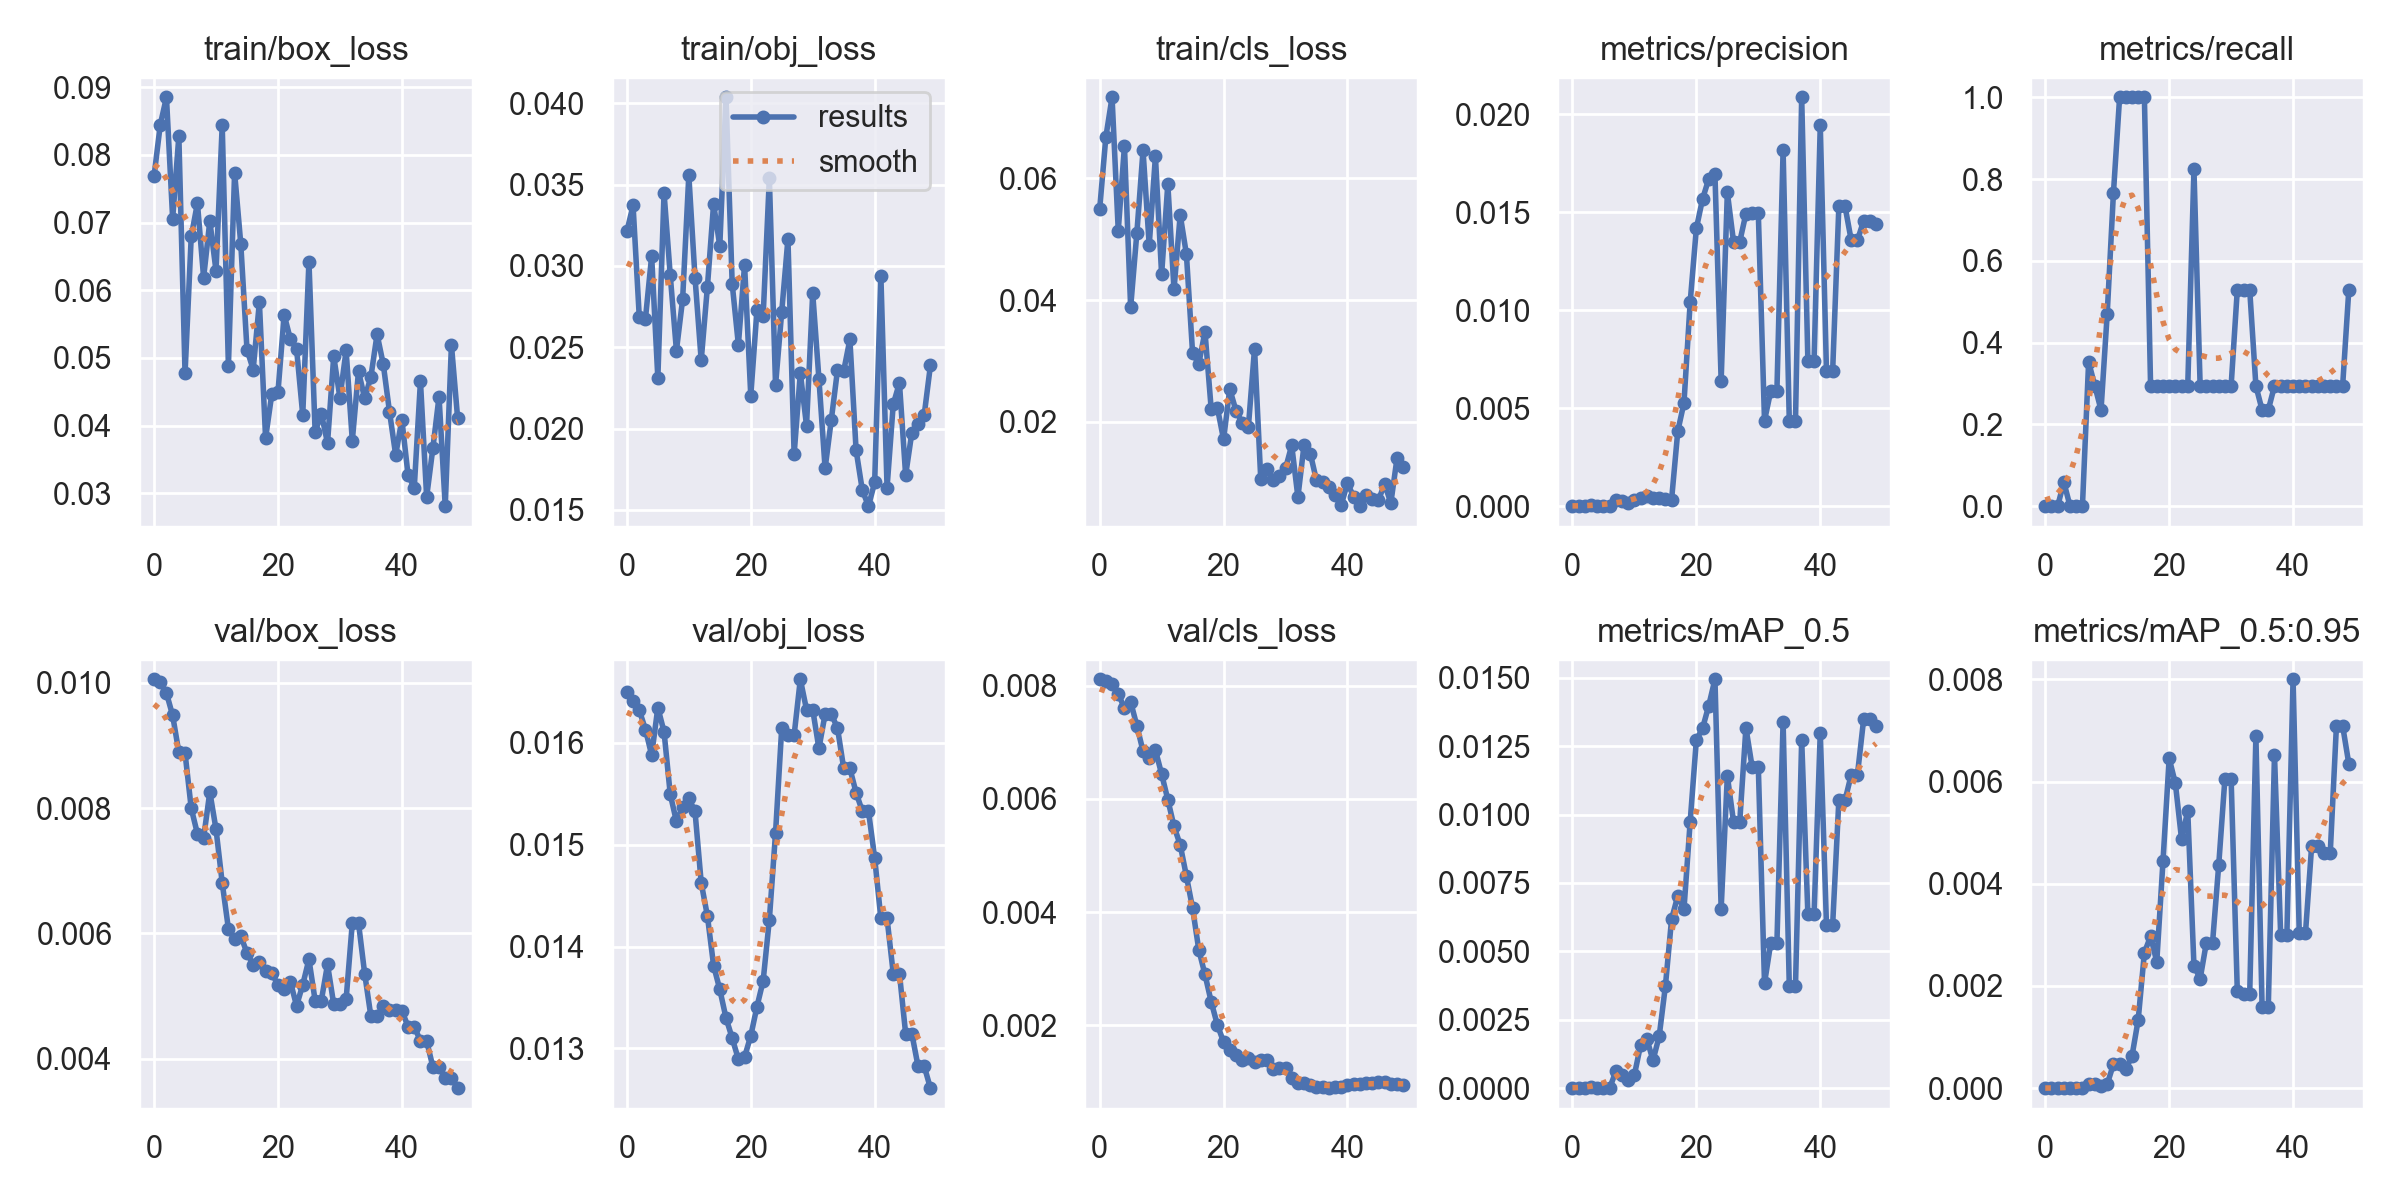 train/box_loss
0.09
0.08
0.07
0.06
0.05
0.04
0.03
0 20 40
train/obj_loss
results
smooth
0.040
0.035
0.030
0.025
0.020
0.015
0 20 40
train/cls_loss
0.06
0.04
0.02
0 20 40
metrics/precision
0.020
0.015
0.010
0.005
0.000
0 20 40
metrics/recall
1.0
0.8
0.6
0.4
0.2
0.0
0 20 40
val/box_loss
0.010
0.008
0.006
0.004
0 20 40
val/obj_loss
0.016
0.015
0.014
0.013
0 20 40
val/cls_loss
0.008
0.006
0.004
0.002
0 20 40
metrics/mAP_0.5
0.0150
0.0125
0.0100
0.0075
0.0050
0.0025
0.0000
0 20 40
metrics/mAP_0.5:0.95
0.008
0.006
0.004
0.002
0.000
0 20 40